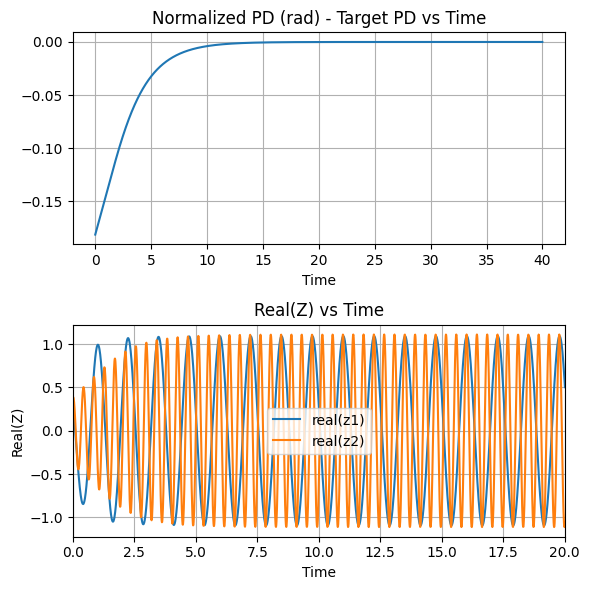 Normalized PD (rad) - Target PD vs Time
0.00
−0.05
−0.10
−0.15
0 5 10 15 20 25 30 35 40
Time
Real(Z) vs Time
Real(Z)
1.0
0.5
0.0
−0.5
−1.0
real(z1)
real(z2)
0.0 2.5 5.0 7.5 10.0 12.5 15.0 17.5 20.0
Time